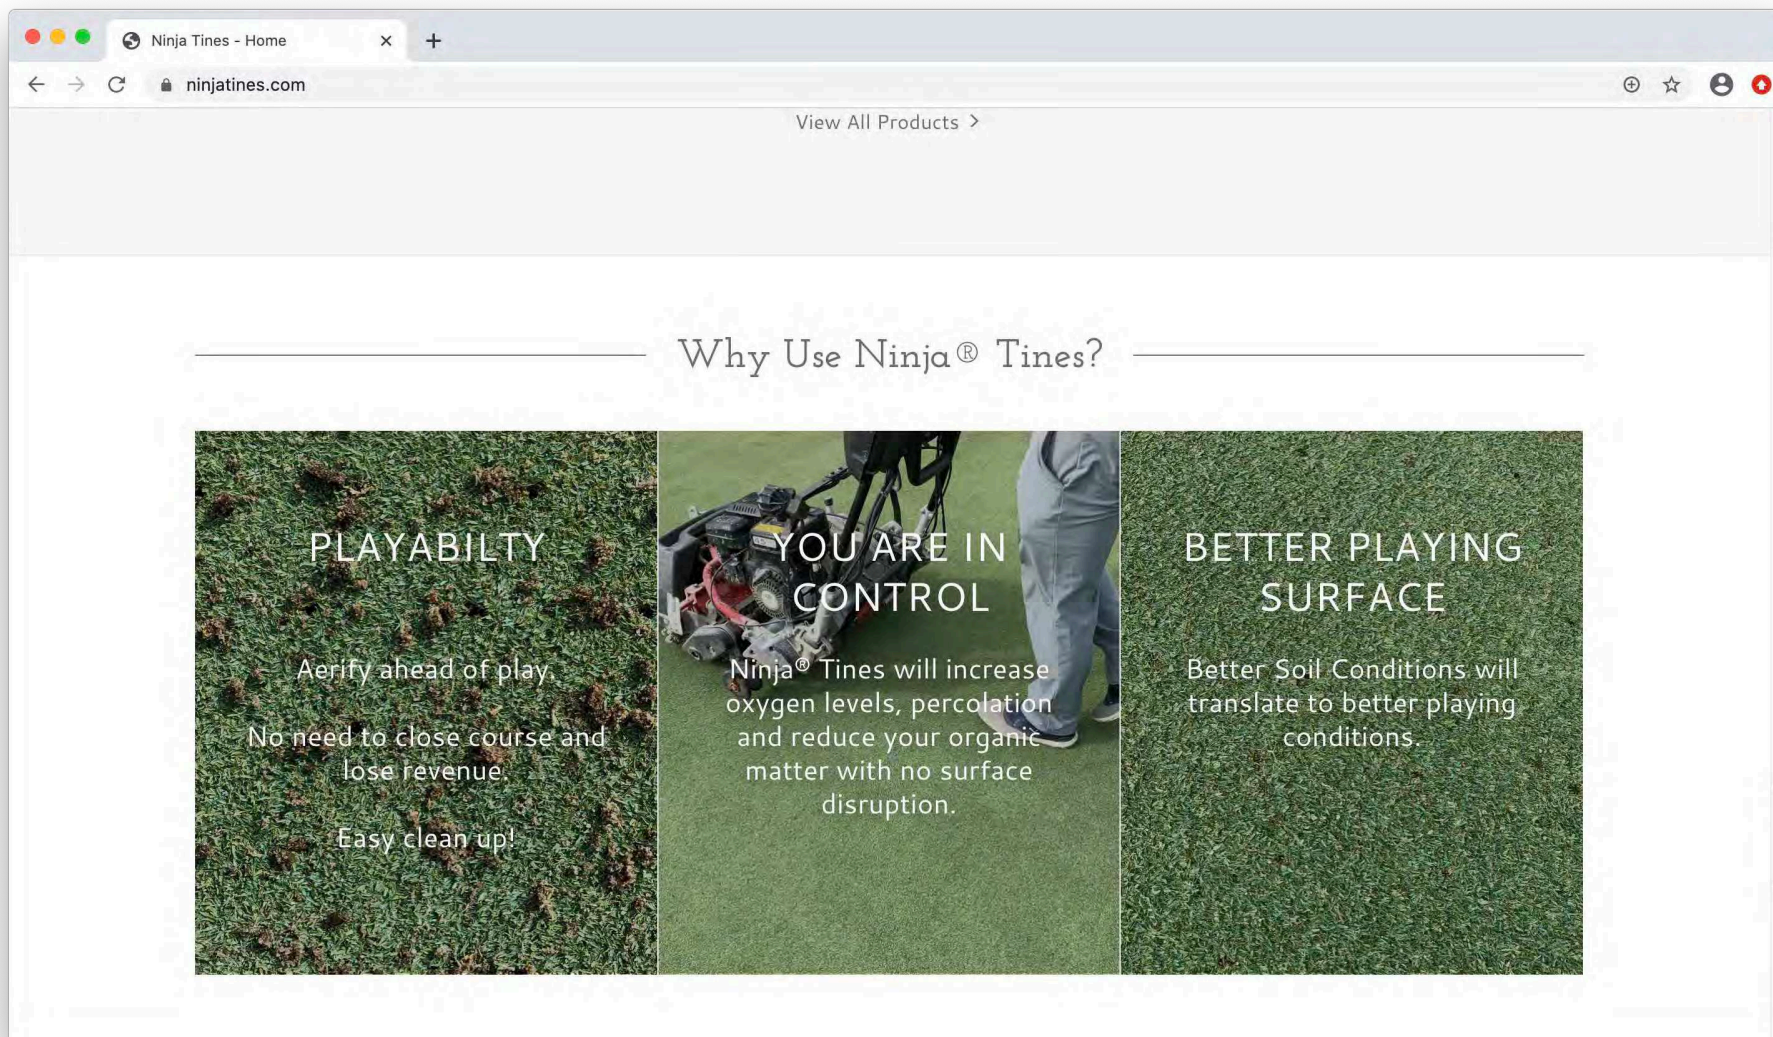 Ninja Tines - Home
ninjatines.com
View All Products >
Why Use Ninja® Tines?
PLAYABILTY
Aerify ahead of play.
No need to close course and
lose revenue.
Easy clean up!
YOU ARE IN
CONTROL
Ninja® Tines will increase
oxygen levels, percolation
and reduce your organic
matter with no surface
disruption.
BETTER PLAYING
SURFACE
Better Soil Conditions will
translate to better playing
conditions.